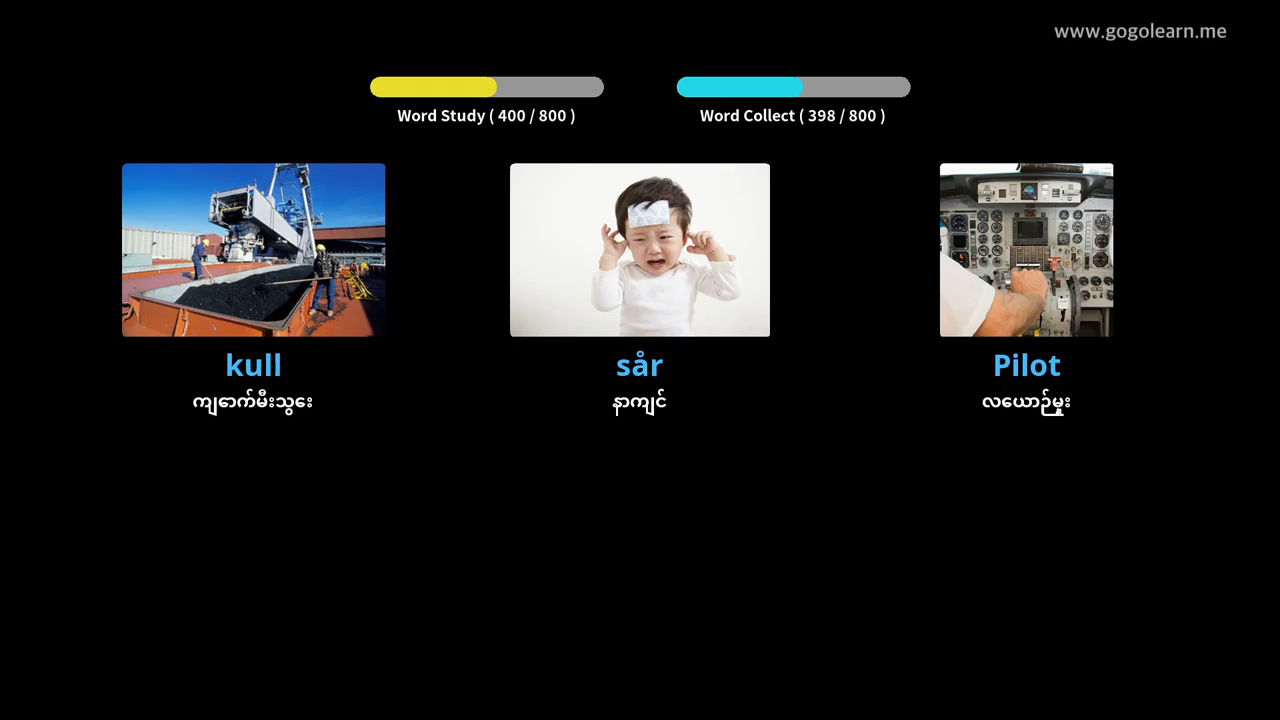 www.gogolearn.me
Word Study ( 400 / 800 )
Word Collect ( 398 / 800 )
kull
ကျောက်မီးသွေး
sår
နာကျင်
Pilot
လေယာဉ်မှူး